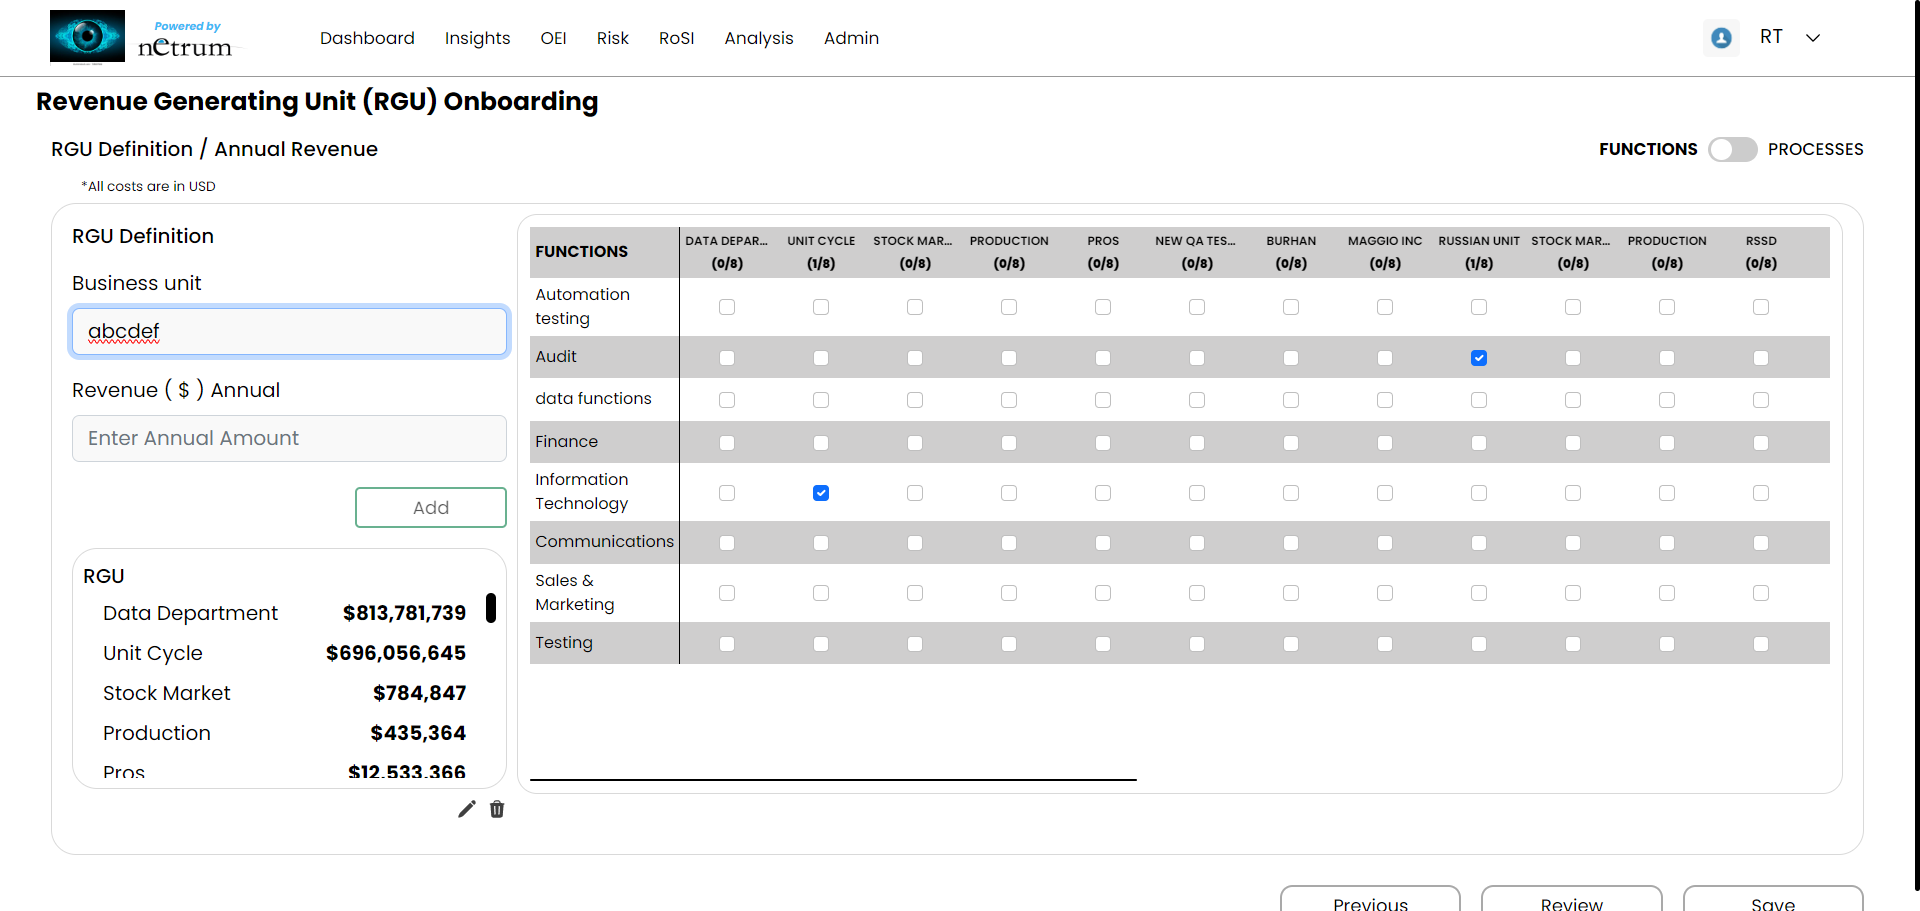 Powered by
netrum
Dashboard Insights OEI Risk RoSI Analysis Admin
RT
Revenue Generating Unit (RGU) Onboarding
RGU Definition / Annual Revenue
FUNCTIONS PROCESSES
*All costs are in USD
RGU Definition
Business unit
abcdef
Revenue ( $ ) Annual
Enter Annual Amount
Add
RGU
Data Department $813,781,739
Unit Cycle $696,056,645
Stock Market $784,847
Production $435,364
Pros $12,533,366
FUNCTIONS DATA DEPAR... UNIT CYCLE STOCK MAR... PRODUCTION PROS NEW QA TES... BURHAN MAGGIO INC RUSSIAN UNIT STOCK MAR... PRODUCTION RSSD
(0/8) (1/8) (0/8) (0/8) (0/8) (0/8) (0/8) (0/8) (1/8) (0/8) (0/8) (0/8)
Automation
testing
Audit
data functions
Finance
Information
Technology
Communications
Sales &
Marketing
Testing
Previous Review Save